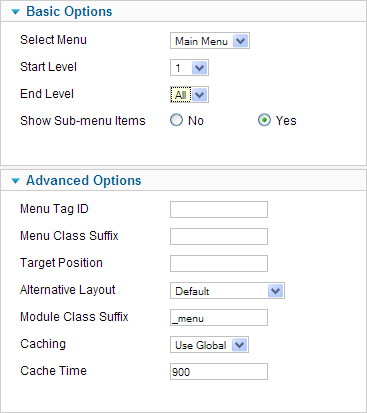 Basic Options
Select Menu Main Menu
Start Level 1
End Level All
Show Sub-menu Items No Yes
Advanced Options
Menu Tag ID
Menu Class Suffix
Target Position
Alternative Layout Default
Module Class Suffix _menu
Caching Use Global
Cache Time 900